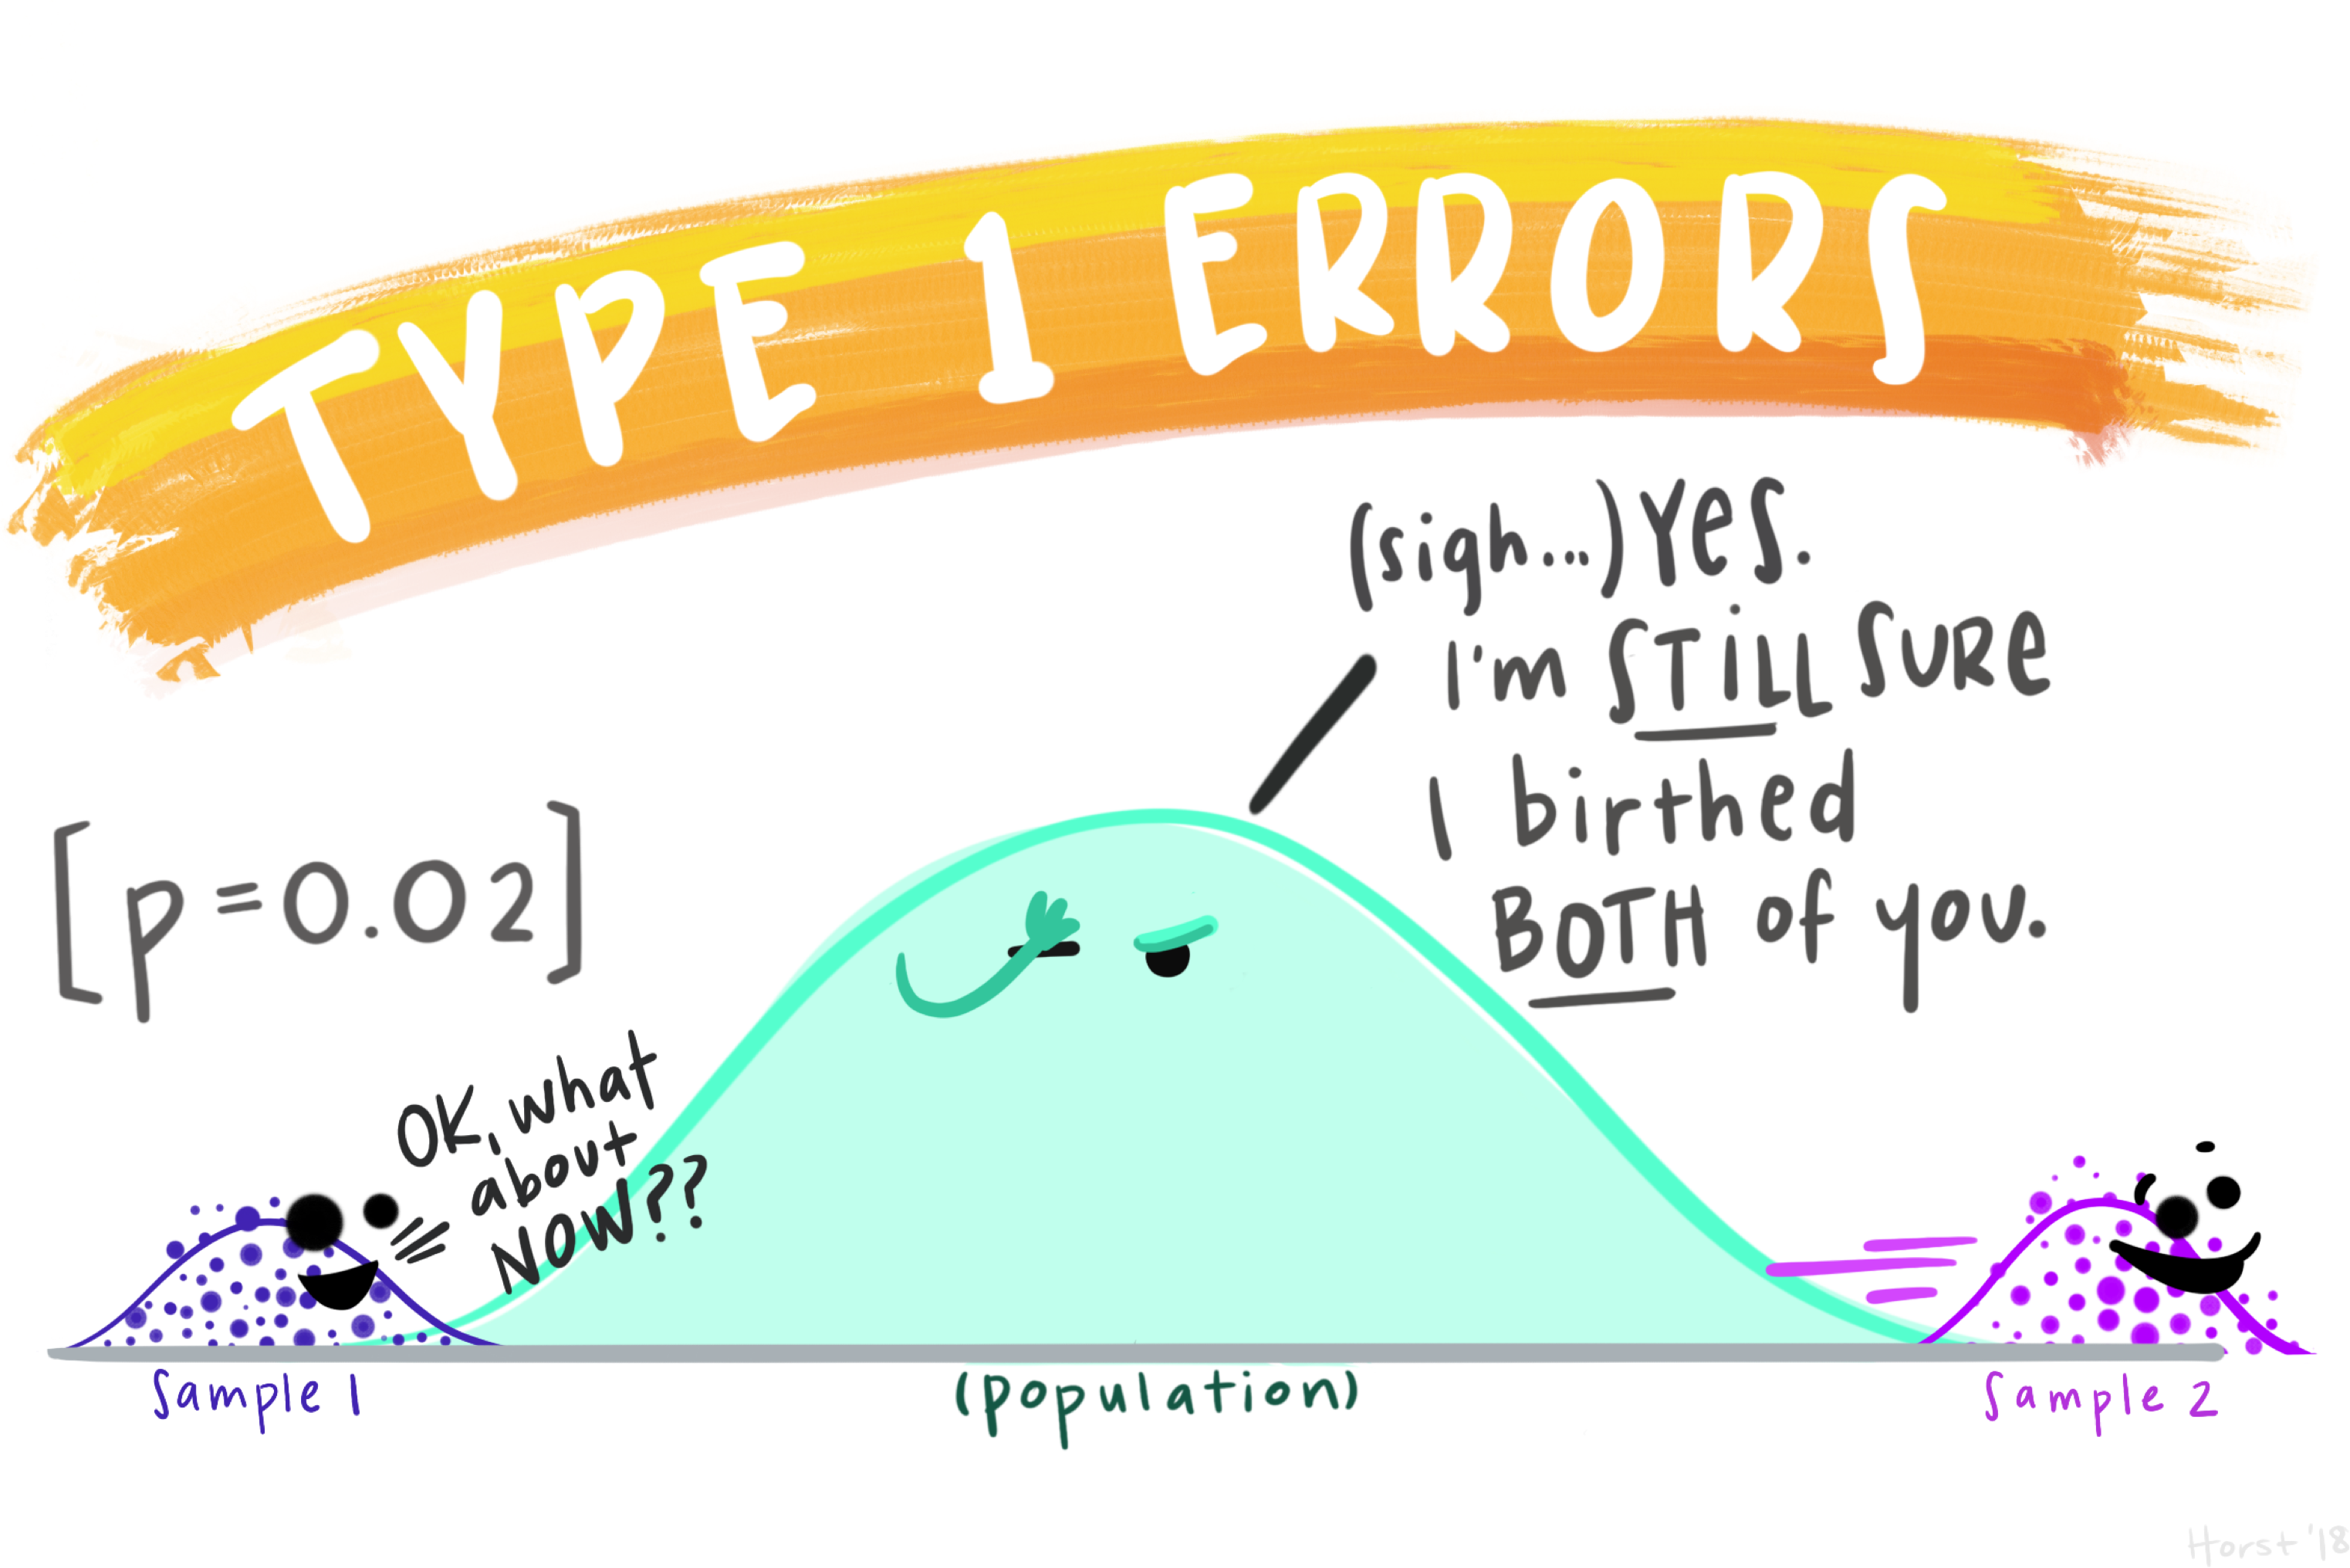 TYPE 1 ERRORS
(sigh...) Yes.
I'm STiLL SURe
I birthed
BOTH of you.
[p=0.02]
OK, what
about
NOW??
Sample 1
(population)
Sample 2
Horst '18